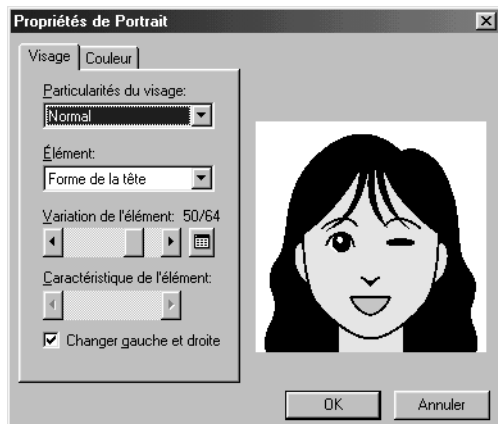 Propriétés de Portrait
Visage
Couleur
Particularités du visage:
Normal
Élément:
Forme de la tête
Variation de l'élément: 50/64
Caractéristique de l'élément:
Changer gauche et droite
OK
Annuler